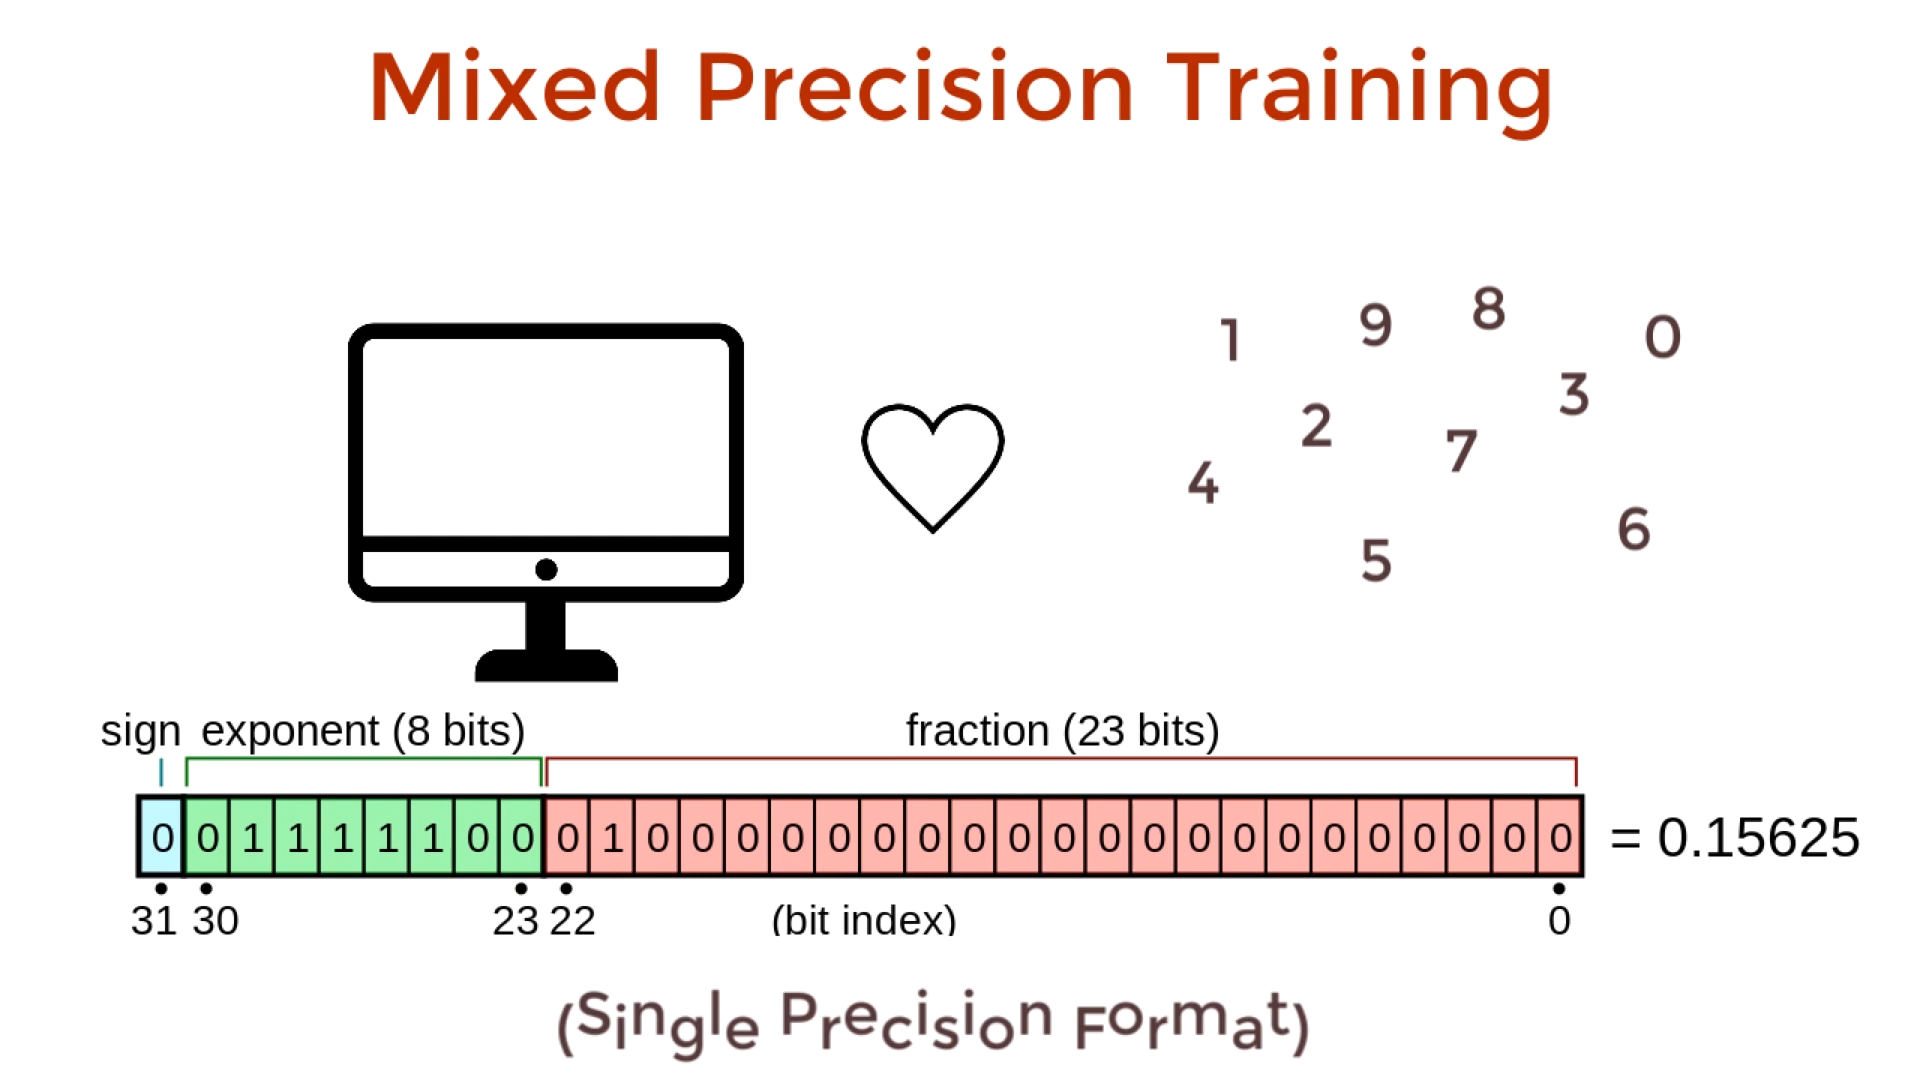 Mixed Precision Training
1 9 8 0
3
2
7
4
6
5
sign exponent (8 bits) fraction (23 bits)
0 0 1 1 1 1 1 0 0 0 1 0 0 0 0 0 0 0 0 0 0 0 0 0 0 0 0 0 0 0 0 0 = 0.15625
31 30 23 22 (bit index) 0
(Single Precision Format)